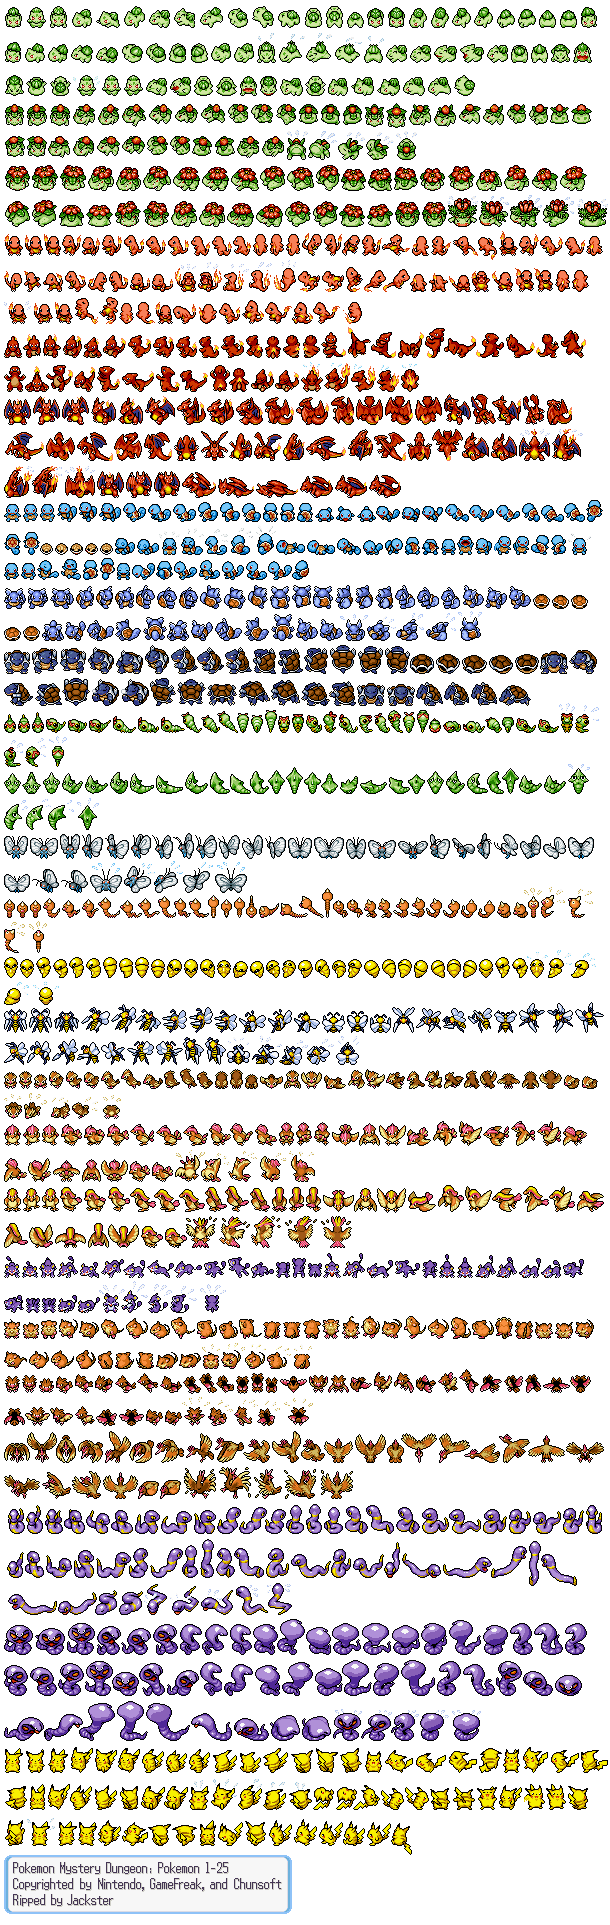 Pokemon Mystery Dungeon: Pokemon 1-25
Copyrighted by Nintendo, GameFreak, and Chunsoft
Ripped by Jackster